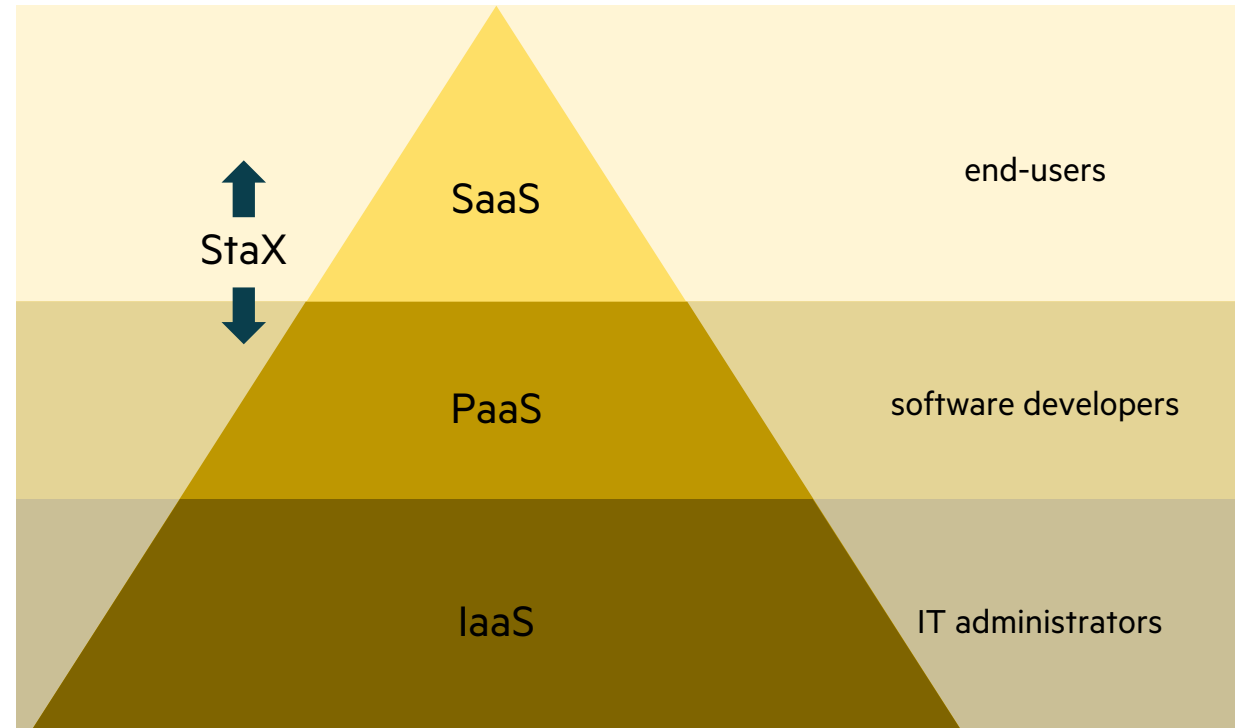 end-users
SaaS
StaX
PaaS
software developers
IaaS
IT administrators